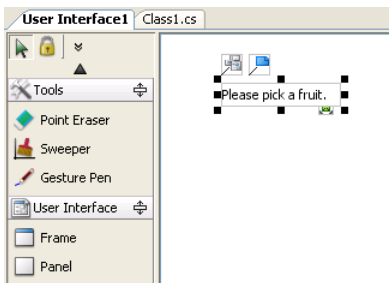 User Interface1 Class1.cs
Tools
Point Eraser
Sweeper
Gesture Pen
User Interface
Frame
Panel
Please pick a fruit.